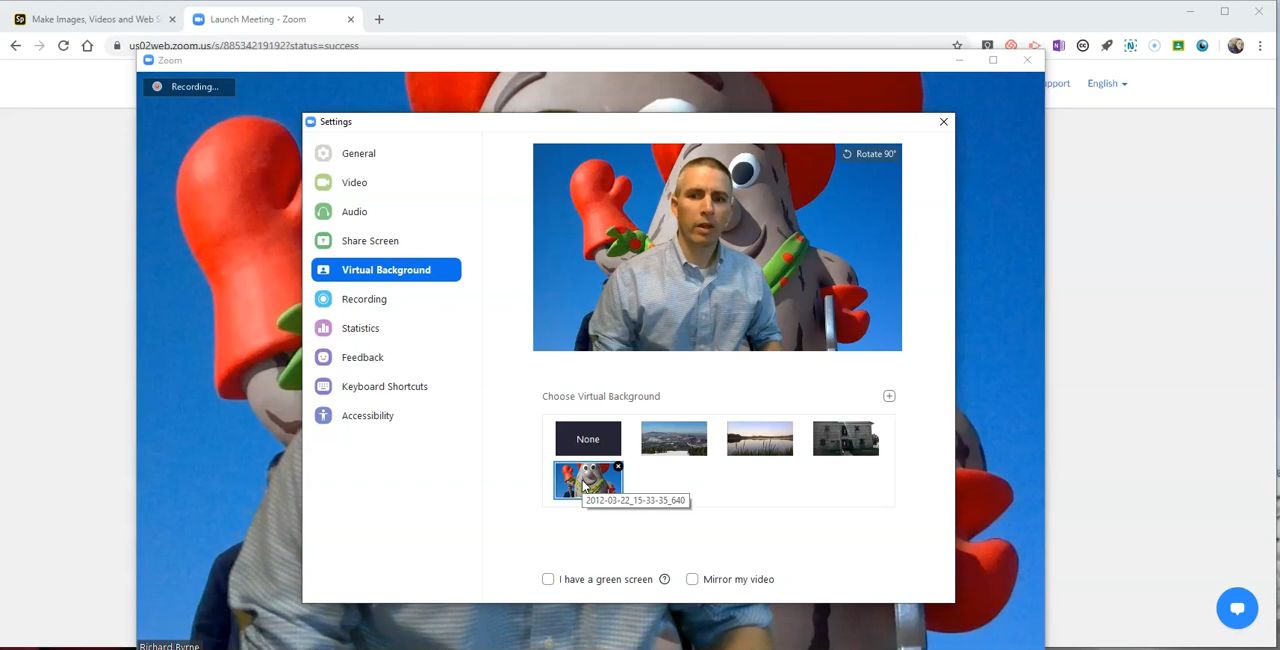 Sp Make Images, Videos and Web S
Launch Meeting - Zoom
us02web.zoom.us/s/88534219192?status=success
Zoom
upport English
Recording...
Settings
Rotate 90°
General
Video
Audio
Share Screen
Virtual Background
Recording
Statistics
Feedback
Keyboard Shortcuts
Accessibility
Choose Virtual Background
None
2012-03-22_15-33-35_640
I have a green screen
Mirror my video
Richard Byrne